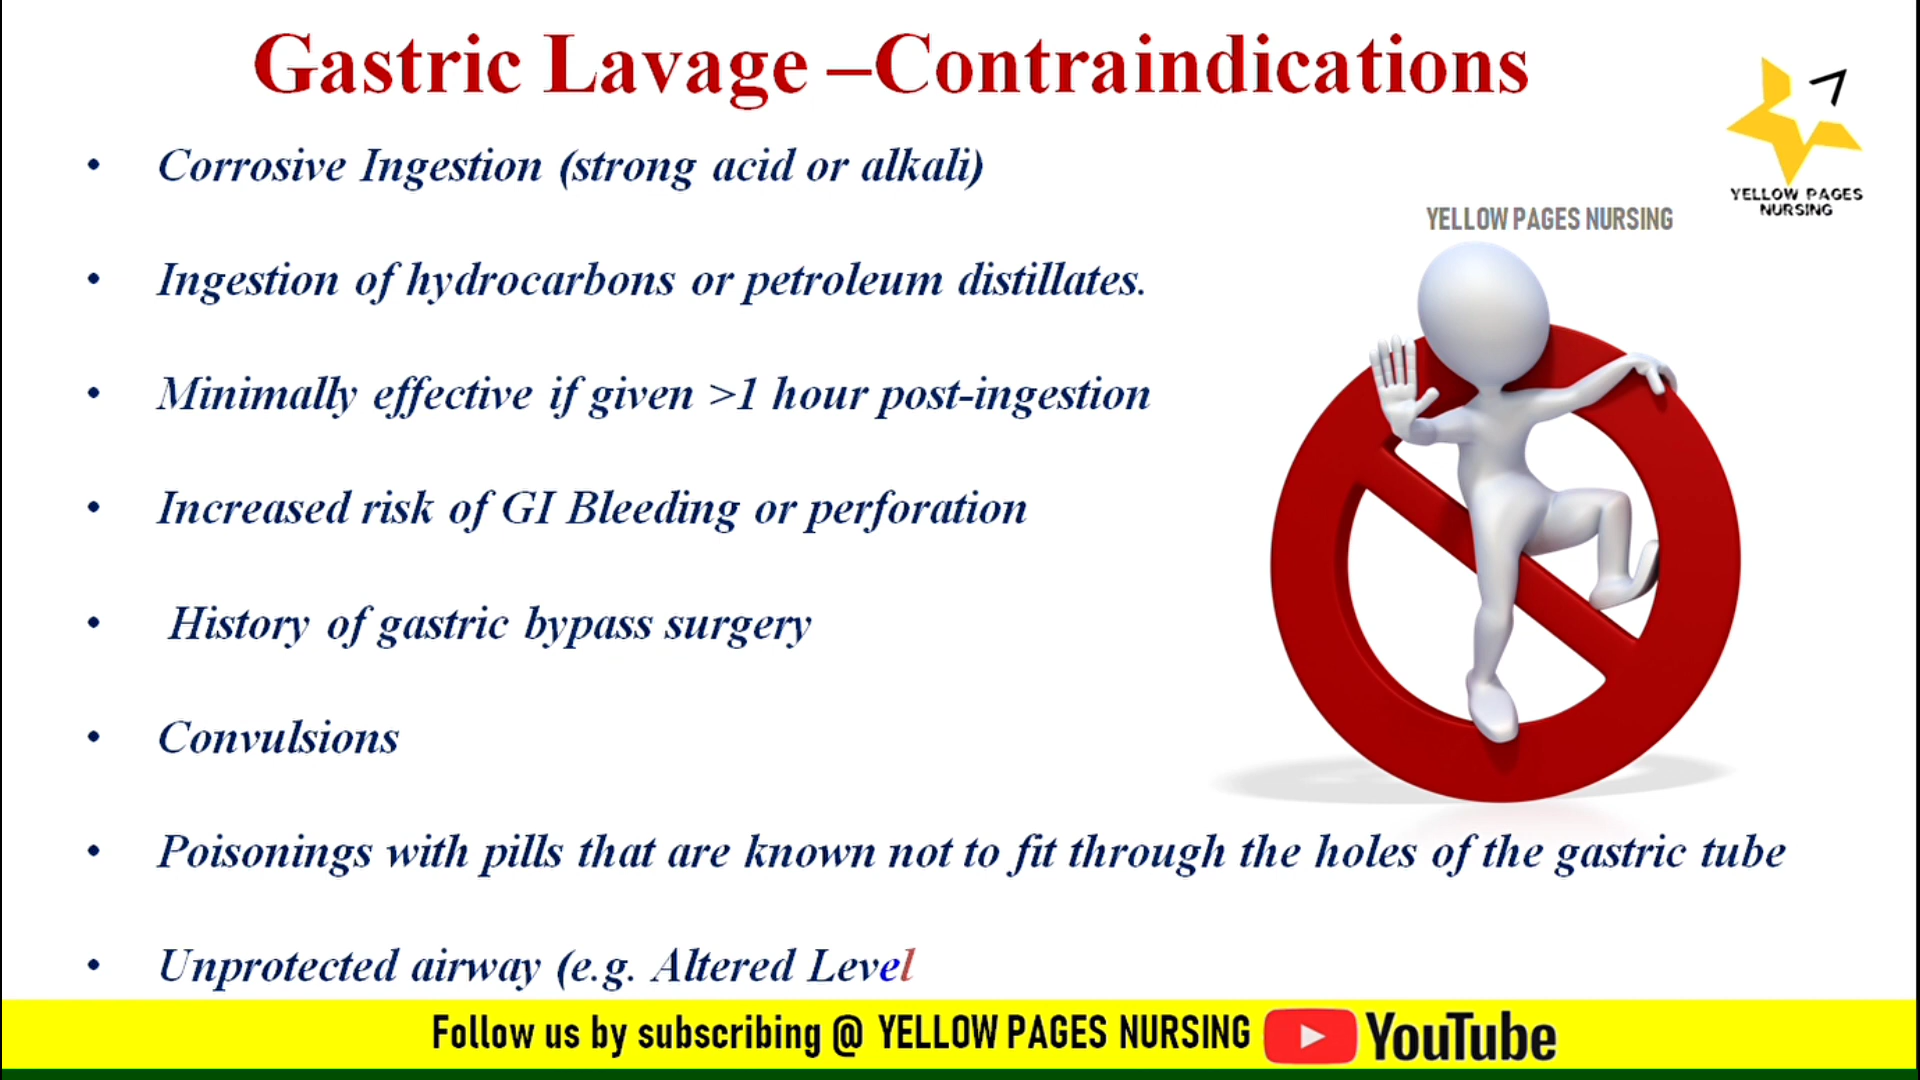 Gastric Lavage –Contraindications
• Corrosive Ingestion (strong acid or alkali)
• Ingestion of hydrocarbons or petroleum distillates.
• Minimally effective if given >1 hour post-ingestion
• Increased risk of GI Bleeding or perforation
• History of gastric bypass surgery
• Convulsions
• Poisonings with pills that are known not to fit through the holes of the gastric tube
• Unprotected airway (e.g. Altered Level
YELLOW PAGES
NURSING
YELLOW PAGES NURSING
Follow us by subscribing @ YELLOW PAGES NURSING YouTube